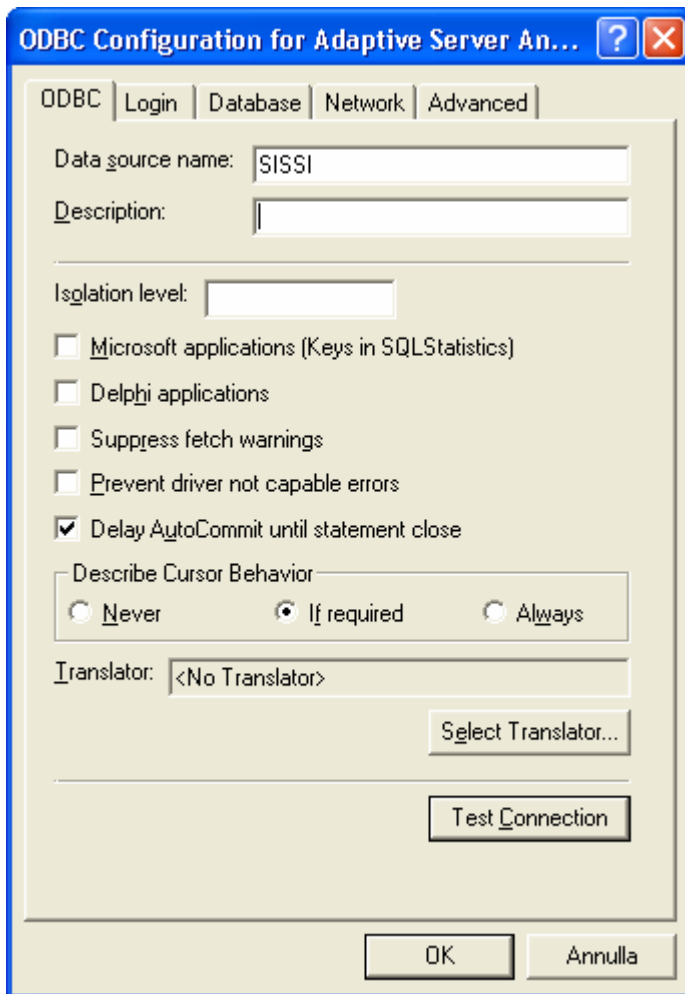 ODBC Configuration for Adaptive Server An...
ODBC Login Database Network Advanced
Data source name: SISSI
Description:
Isolation level:
Microsoft applications (Keys in SQLStatistics)
Delphi applications
Suppress fetch warnings
Prevent driver not capable errors
Delay AutoCommit until statement close
Describe Cursor Behavior
Never If required Always
Translator: <No Translator>
Select Translator...
Test Connection
OK Annulla